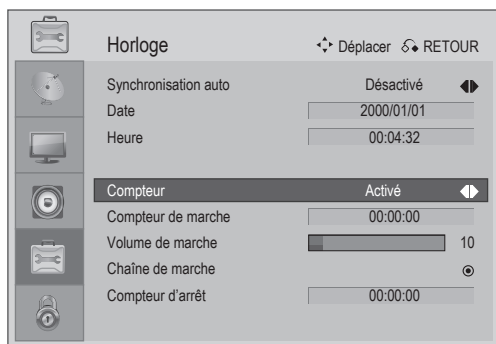 Horloge Déplacer RETOUR
Synchronisation auto Désactivé
Date 2000/01/01
Heure 00:04:32
Compteur Activé
Compteur de marche 00:00:00
Volume de marche 10
Chaîne de marche
Compteur d'arrêt 00:00:00